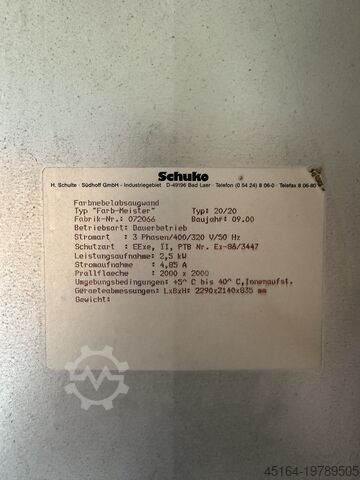 Schuko
H. Schulte - Südhoff GmbH - Industriegebiet · D-49196 Bad Laer - Telefon (0 54 24) 8 06-0 · Telefax 8 06-80
Farbnebelabsaugwand
Typ "Farb-Meister" Typ: 20/20
Fabrik-Nr.: 072066 Baujahr: 09.00
Betriebsart: Dauerbetrieb
Stromart : 3 Phasen/400/320 V/50 Hz
Schutzart : EExe, II, PTB Nr. Ex-88/3447
Leistungsaufnahme: 2,5 kW
Stromaufnahme : 4,85 A
Prallflaeche : 2000 x 2000
Umgebungsbedingungen: +5° C bis 40° C,Innenaufst.
Geraeteabmessungen: LxBxH: 2290x2140x835 mm
Gewicht:
45164-19789505